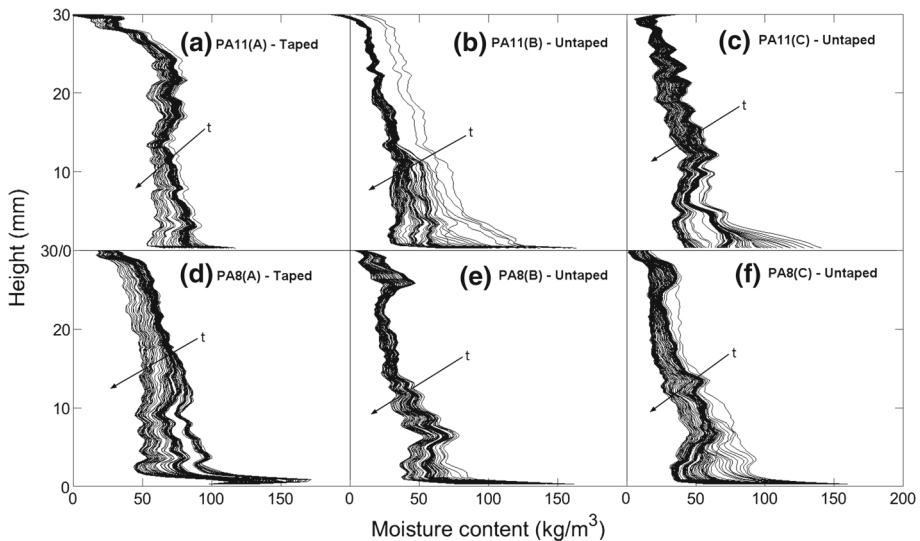 30
(a) PA11(A) - Taped
(b) PA11(B) - Untaped
(c) PA11(C) - Untaped
20
t
t
t
10
30/0
(d) PA8(A) - Taped
(e) PA8(B) - Untaped
(f) PA8(C) - Untaped
20
t
t
t
10
0
0 50 100 150 0 50 100 150 0 50 100 150 200
Height (mm)
Moisture content (kg/m³)